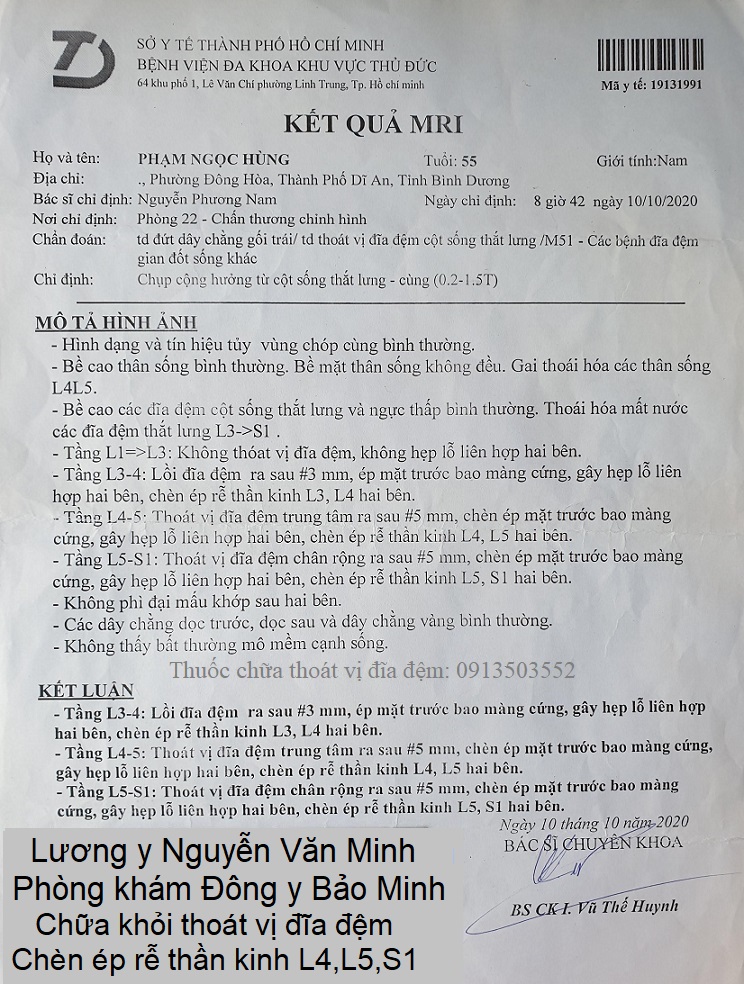 SỞ Y TẾ THÀNH PHỐ HỒ CHÍ MINH
BỆNH VIỆN ĐA KHOA KHU VỰC THỦ ĐỨC
64 khu phố 1, Lê Văn Chí phường Linh Trung, Tp. Hồ chí minh
Mã y tế: 19131991
KẾT QUẢ MRI
Họ và tên: PHẠM NGỌC HÙNG Tuổi: 55 Giới tính:Nam
Địa chỉ: ., Phường Đông Hòa, Thành Phố Dĩ An, Tỉnh Bình Dương
Bác sĩ chỉ định: Nguyễn Phương Nam Ngày chỉ định: 8 giờ 42 ngày 10/10/2020
Nơi chỉ định: Phòng 22 - Chấn thương chỉnh hình
Chẩn đoán: td đứt dây chằng gối trái/ td thoát vị đĩa đệm cột sống thắt lưng /M51 - Các bệnh đĩa đệm
gian đốt sống khác
Chỉ định: Chụp cộng hưởng từ cột sống thắt lưng - cùng (0.2-1.5T)
MÔ TẢ HÌNH ẢNH
- Hình dạng và tín hiệu tủy vùng chóp cùng bình thường.
- Bề cao thân sống bình thường. Bề mặt thân sống không đều. Gai thoái hóa các thân sống
L4L5.
- Bề cao các đĩa đệm cột sống thắt lưng và ngực thấp bình thường. Thoái hóa mất nước
các đĩa đệm thắt lưng L3->S1 .
- Tầng L1=>L3: Không thóat vị đĩa đệm, không hẹp lỗ liên hợp hai bên.
- Tầng L3-4: Lồi đĩa đệm ra sau #3 mm, ép mặt trước bao màng cứng, gây hẹp lỗ liên
hợp hai bên, chèn ép rễ thần kinh L3, L4 hai bên.
- Tầng L4-5: Thoát vị đĩa đệm trung tâm ra sau #5 mm, chèn ép mặt trước bao màng
cứng, gây hẹp lỗ liên hợp hai bên, chèn ép rễ thần kinh L4, L5 hai bên.
- Tầng L5-S1: Thoát vị đĩa đệm chân rộng ra sau #5 mm, chèn ép mặt trước bao màng
cứng, gây hẹp lỗ liên hợp hai bên, chèn ép rễ thần kinh L5, S1 hai bên.
- Không phì đại mấu khớp sau hai bên.
- Các dây chằng dọc trước, dọc sau và dây chằng vàng bình thường.
- Không thấy bất thường mô mềm cạnh sống.
Thuốc chữa thoát vị đĩa đệm: 0913503552
KẾT LUẬN
- Tầng L3-4: Lồi đĩa đệm ra sau #3 mm, ép mặt trước bao màng cứng, gây hẹp lỗ liên hợp
hai bên, chèn ép rễ thần kinh L3, L4 hai bên.
- Tầng L4-5: Thoát vị đĩa đệm trung tâm ra sau #5 mm, chèn ép mặt trước bao màng cứng,
gây hẹp lỗ liên hợp hai bên, chèn ép rễ thần kinh L4, L5 hai bên.
- Tầng L5-S1: Thoát vị đĩa đệm chân rộng ra sau #5 mm, chèn ép mặt trước bao màng
cứng, gây hẹp lỗ liên hợp hai bên, chèn ép rễ thần kinh L5, S1 hai bên.
Ngày 10 tháng 10 năm 2020
BÁC SĨ CHUYÊN KHOA
BS CK I. Vũ Thế Huynh
Lương y Nguyễn Văn Minh
Phòng khám Đông y Bảo Minh
Chữa khỏi thoát vị đĩa đệm
Chèn ép rễ thần kinh L4,L5,S1